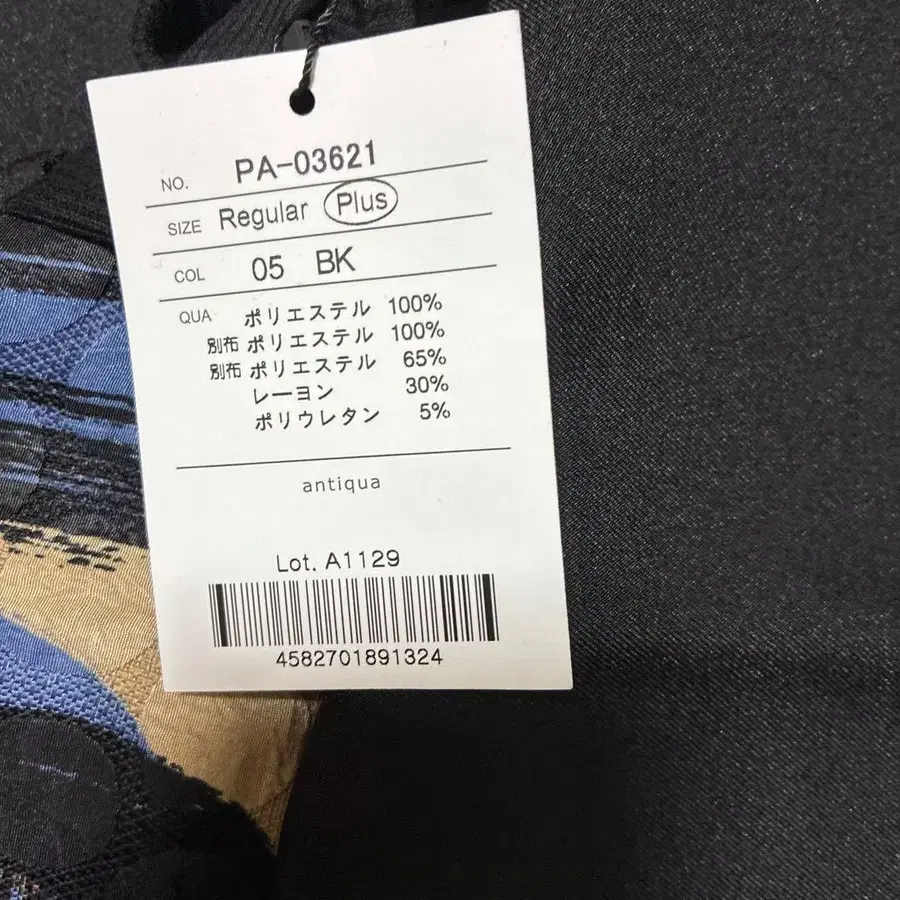 NO. PA-03621
SIZE Regular Plus
COL 05 BK
QUA ポリエステル 100%
別布 ポリエステル 100%
別布 ポリエステル 65%
レーヨン 30%
ポリウレタン 5%
antiqua
Lot. A1129
4582701891324